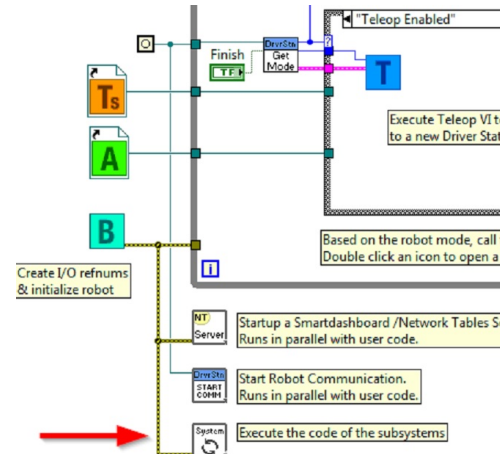 "Teleop Enabled"
DrvrStn
Get
Mode
?
Finish
TF
T
Ts
Execute Teleop VI
to a new Driver
A
B
Based on the robot mode, call
Double click an icon to open a
i
Create I/O refnums
& initialize robot
NT
Server
Startup a Smartdashboard /Network Tables
Runs in parallel with user code.
DrvrStn
START
COMM
Start Robot Communication.
Runs in parallel with user code.
System
Execute the code of the subsystems